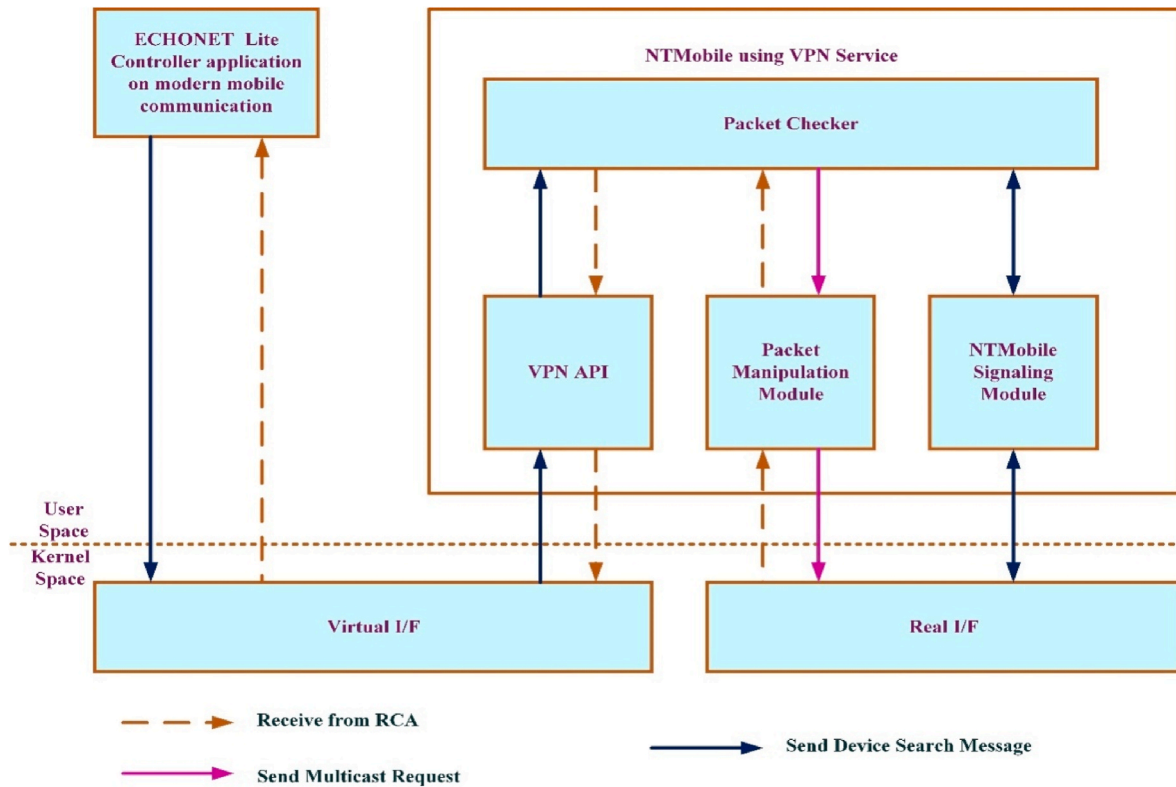 ECHONET Lite
Controller application
on modern mobile
communication
NTMobile using VPN Service
Packet Checker
VPN API
Packet
Manipulation
Module
NTMobile
Signaling
Module
User
Space
Kernel
Space
Virtual I/F
Real I/F
Receive from RCA
Send Device Search Message
Send Multicast Request